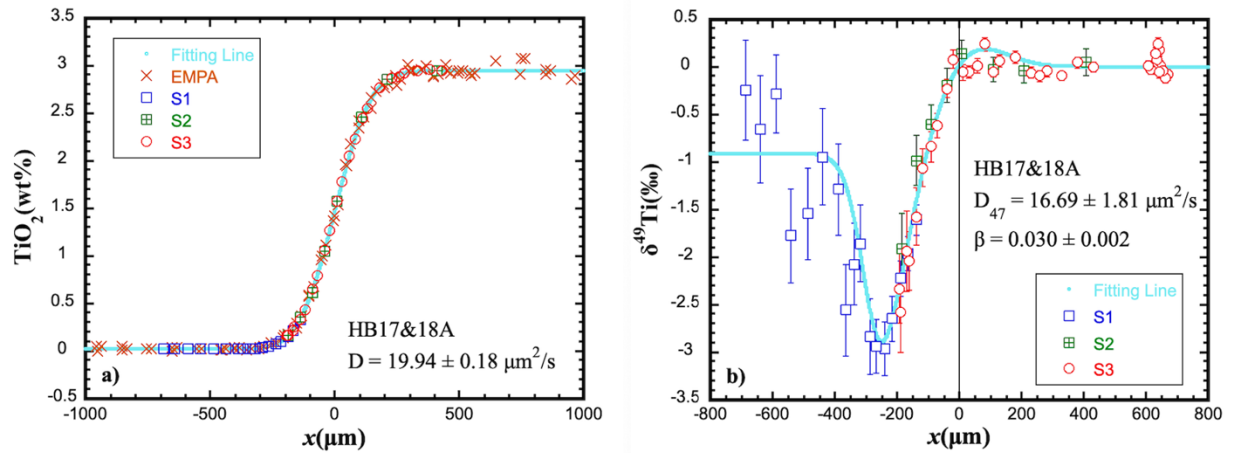 3.5
3
2.5
2
1.5
1
0.5
0
-0.5
TiO2(wt%)
Fitting Line
EMPA
S1
S2
S3
HB17&18A
D = 19.94 ± 0.18 μm²/s
a)
-1000
-500
0
500
1000
x(μm)
0.5
0
-0.5
-1
-1.5
-2
-2.5
-3
-3.5
δ⁴⁹Ti(‰)
HB17&18A
D₄₇ = 16.69 ± 1.81 μm²/s
β = 0.030 ± 0.002
Fitting Line
S1
S2
S3
b)
-800
-600
-400
-200
0
200
400
600
800
x(μm)